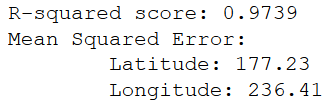 R-squared score: 0.9739
Mean Squared Error:
        Latitude: 177.23
        Longitude: 236.41